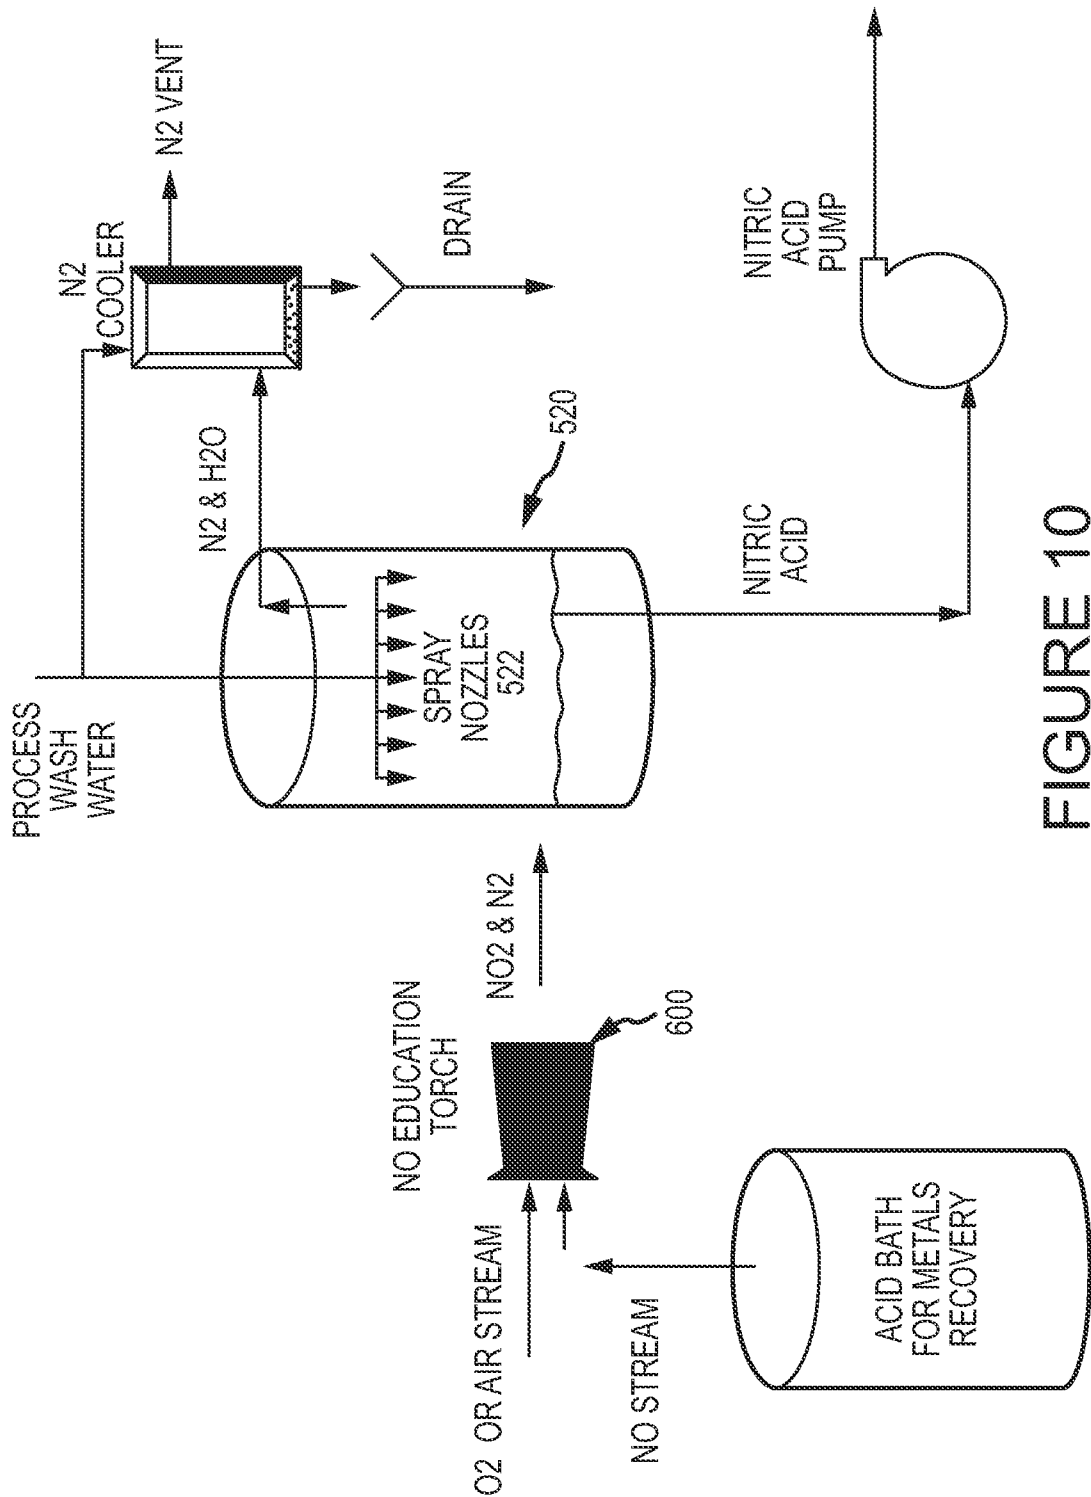 PROCESS
WASH
WATER
N2
COOLER
N2 VENT
N2 & H2O
DRAIN
SPRAY
NOZZLES
522
520
NO EDUCATION
TORCH
NO2 & N2
600
O2 OR AIR STREAM
NO STREAM
ACID BATH
FOR METALS
RECOVERY
NITRIC
ACID
NITRIC
ACID
PUMP
FIGURE 10